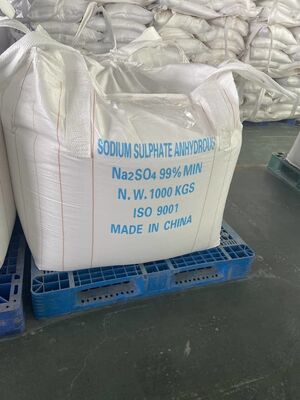 SODIUM SULPHATE ANHYDROUS
Na2SO4 99% MIN
N.W.1000 KGS
ISO 9001
MADE IN CHINA